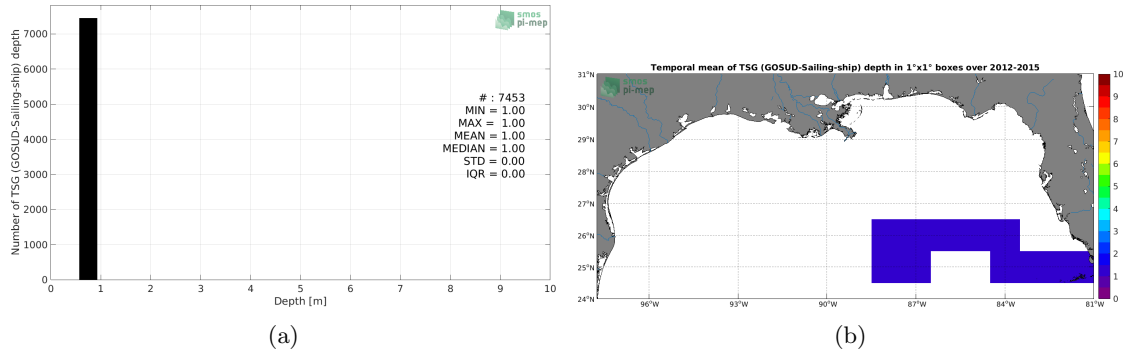 smos
pi-mep
7000
6000
5000
4000
3000
2000
1000
0
Number of TSG (GOSUD-Sailing-ship) depth
# : 7453
MIN = 1.00
MAX = 1.00
MEAN = 1.00
MEDIAN = 1.00
STD = 0.00
IQR = 0.00
0 1 2 3 4 5 6 7 8 9 10
Depth [m]
(a)
Temporal mean of TSG (GOSUD-Sailing-ship) depth in 1°x1° boxes over 2012-2015
smos
pi-mep
31°N
30°N
29°N
28°N
27°N
26°N
25°N
24°N
96°W 93°W 90°W 87°W 84°W 81°W
10
9
8
7
6
5
4
3
2
1
0
(b)